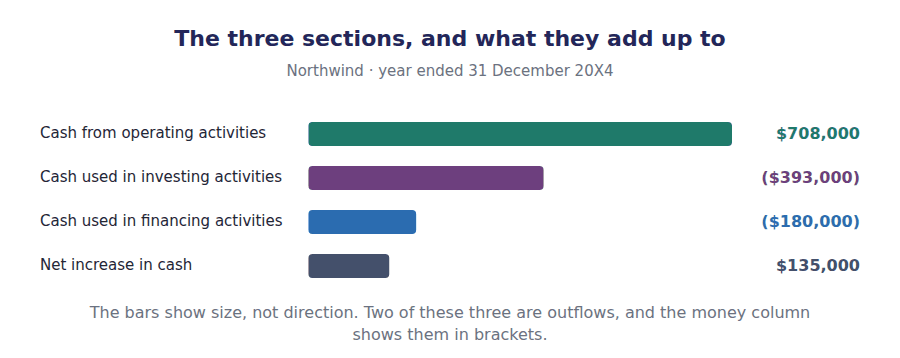 The three sections, and what they add up to
Northwind · year ended 31 December 20X4
Cash from operating activities $708,000
Cash used in investing activities ($393,000)
Cash used in financing activities ($180,000)
Net increase in cash $135,000
The bars show size, not direction. Two of these three are outflows, and the money column
shows them in brackets.